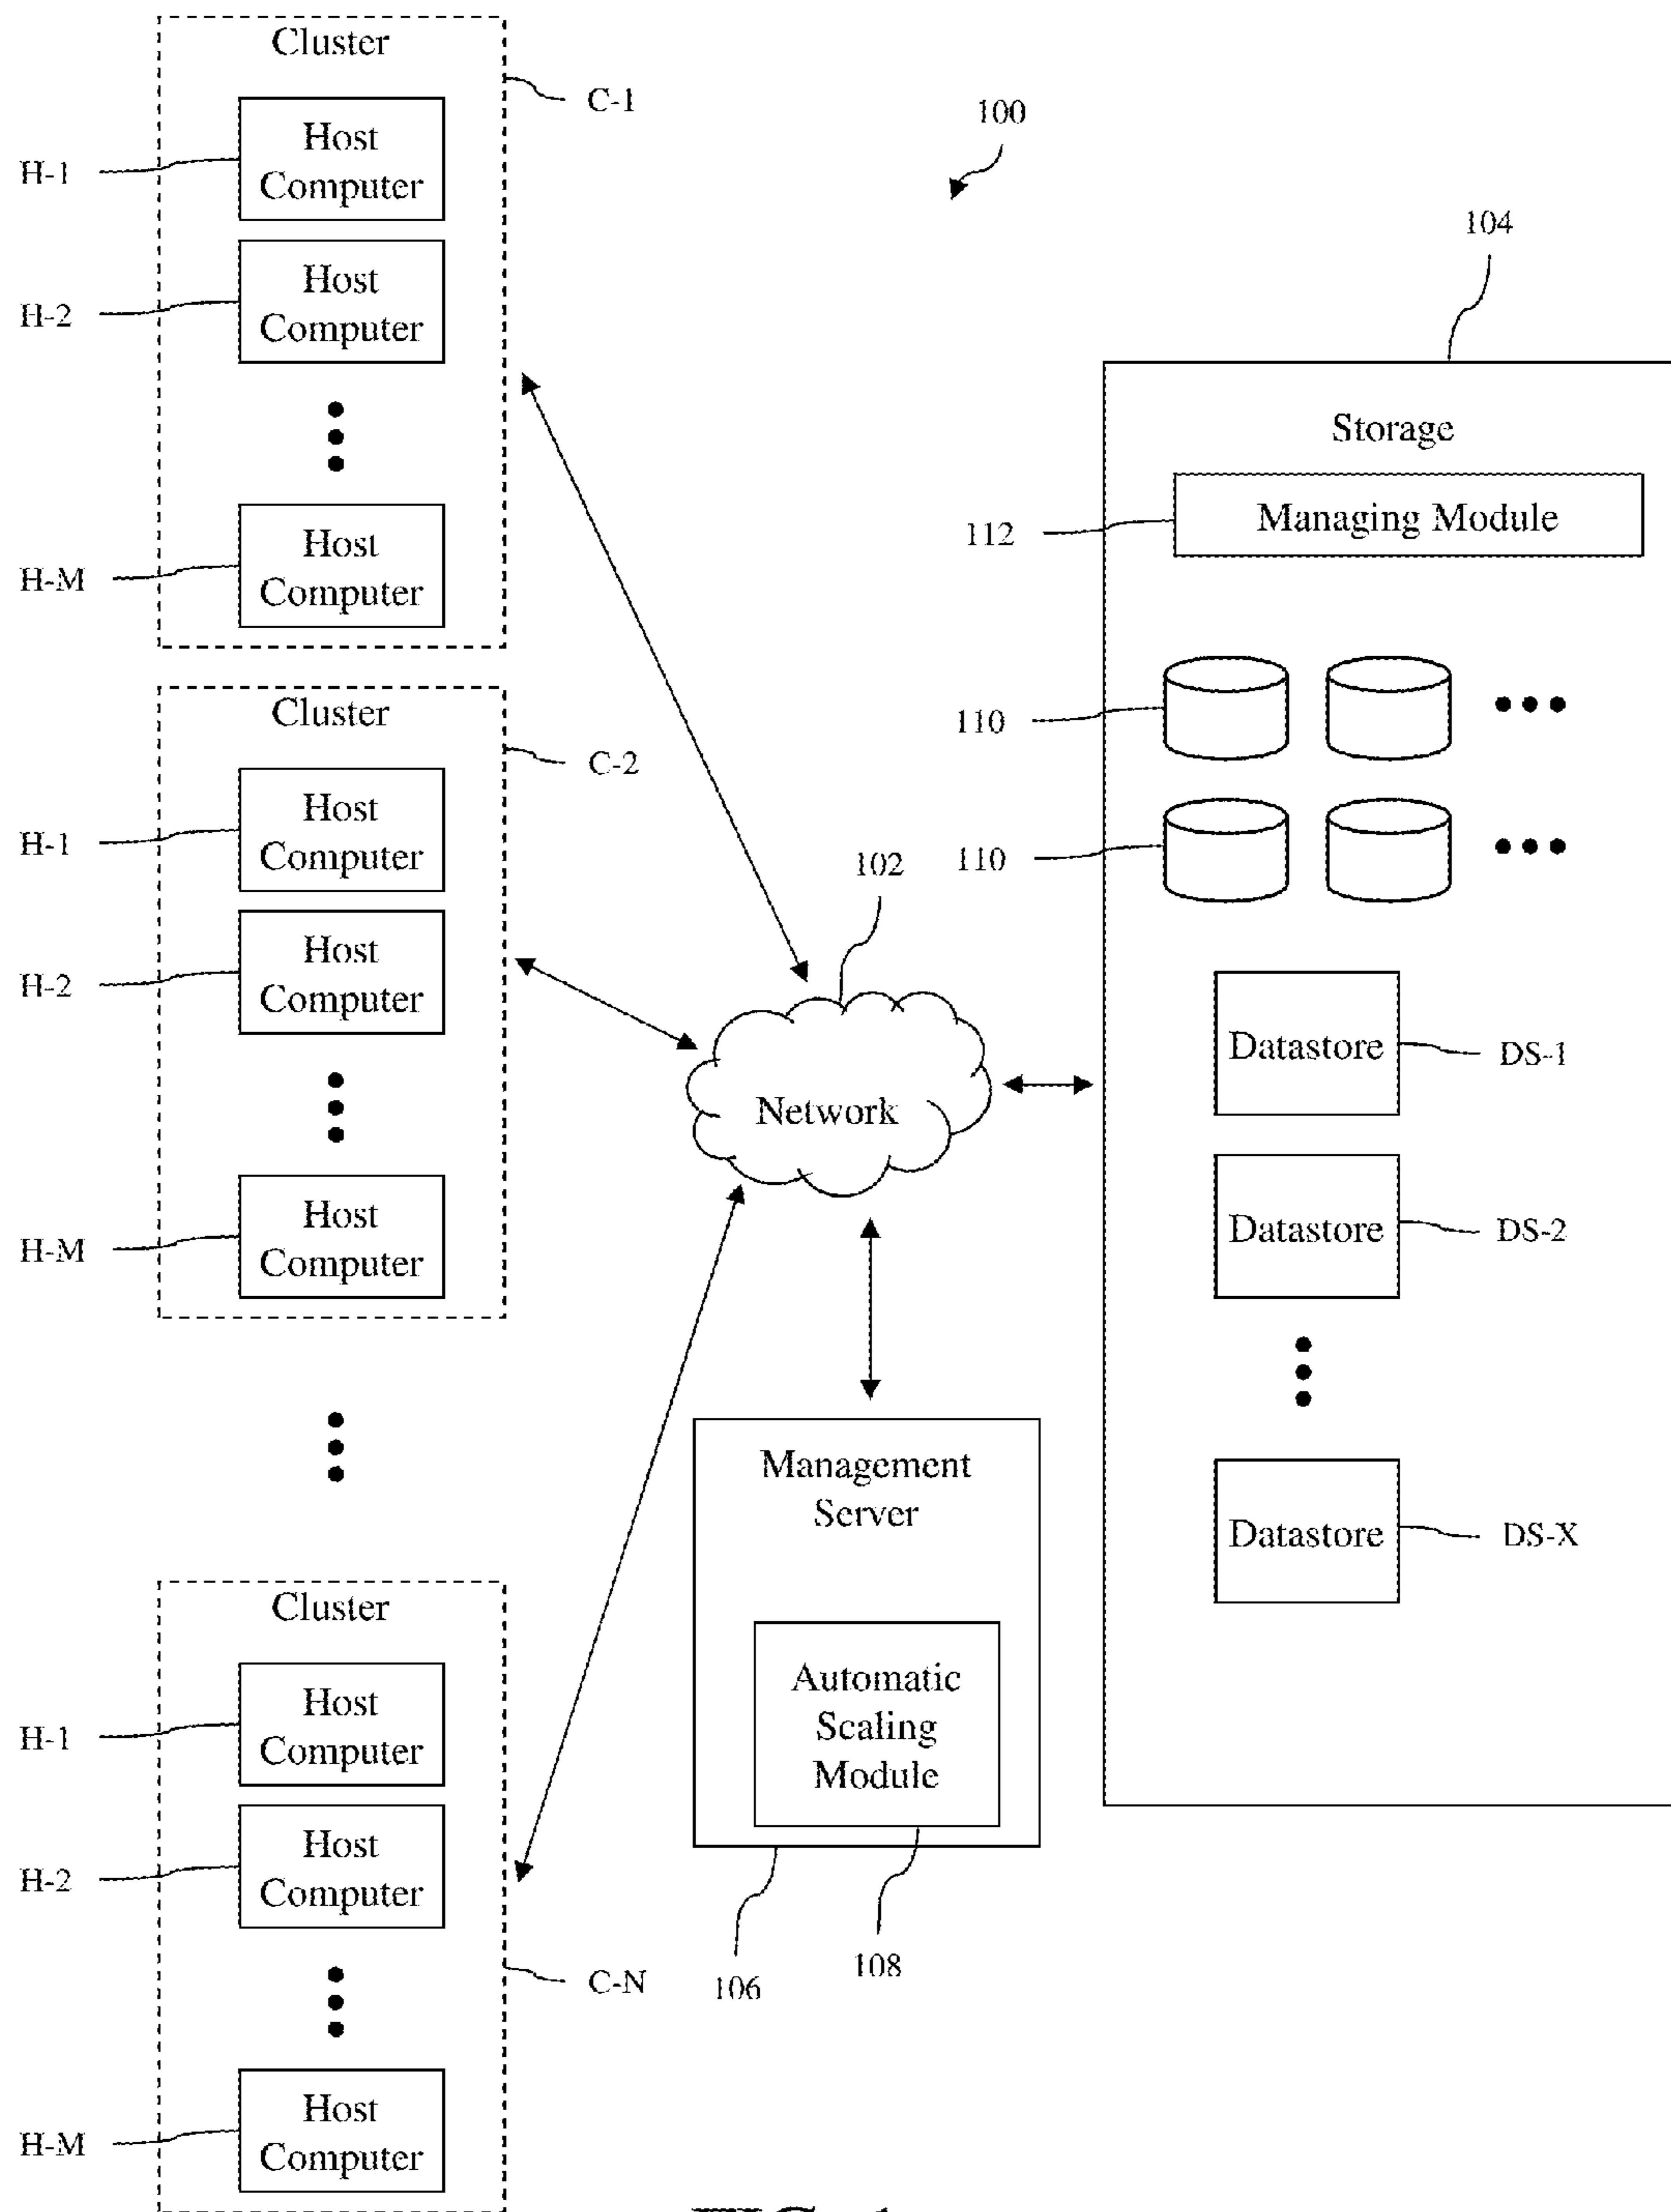 Cluster
C-1
H-1
Host
Computer
H-2
Host
Computer
H-M
Host
Computer
Cluster
C-2
H-1
Host
Computer
H-2
Host
Computer
H-M
Host
Computer
Cluster
C-N
H-1
Host
Computer
H-2
Host
Computer
H-M
Host
Computer
100
102
Network
Management
Server
Automatic
Scaling
Module
106
108
104
Storage
112
Managing Module
110
110
Datastore
DS-1
Datastore
DS-2
Datastore
DS-X